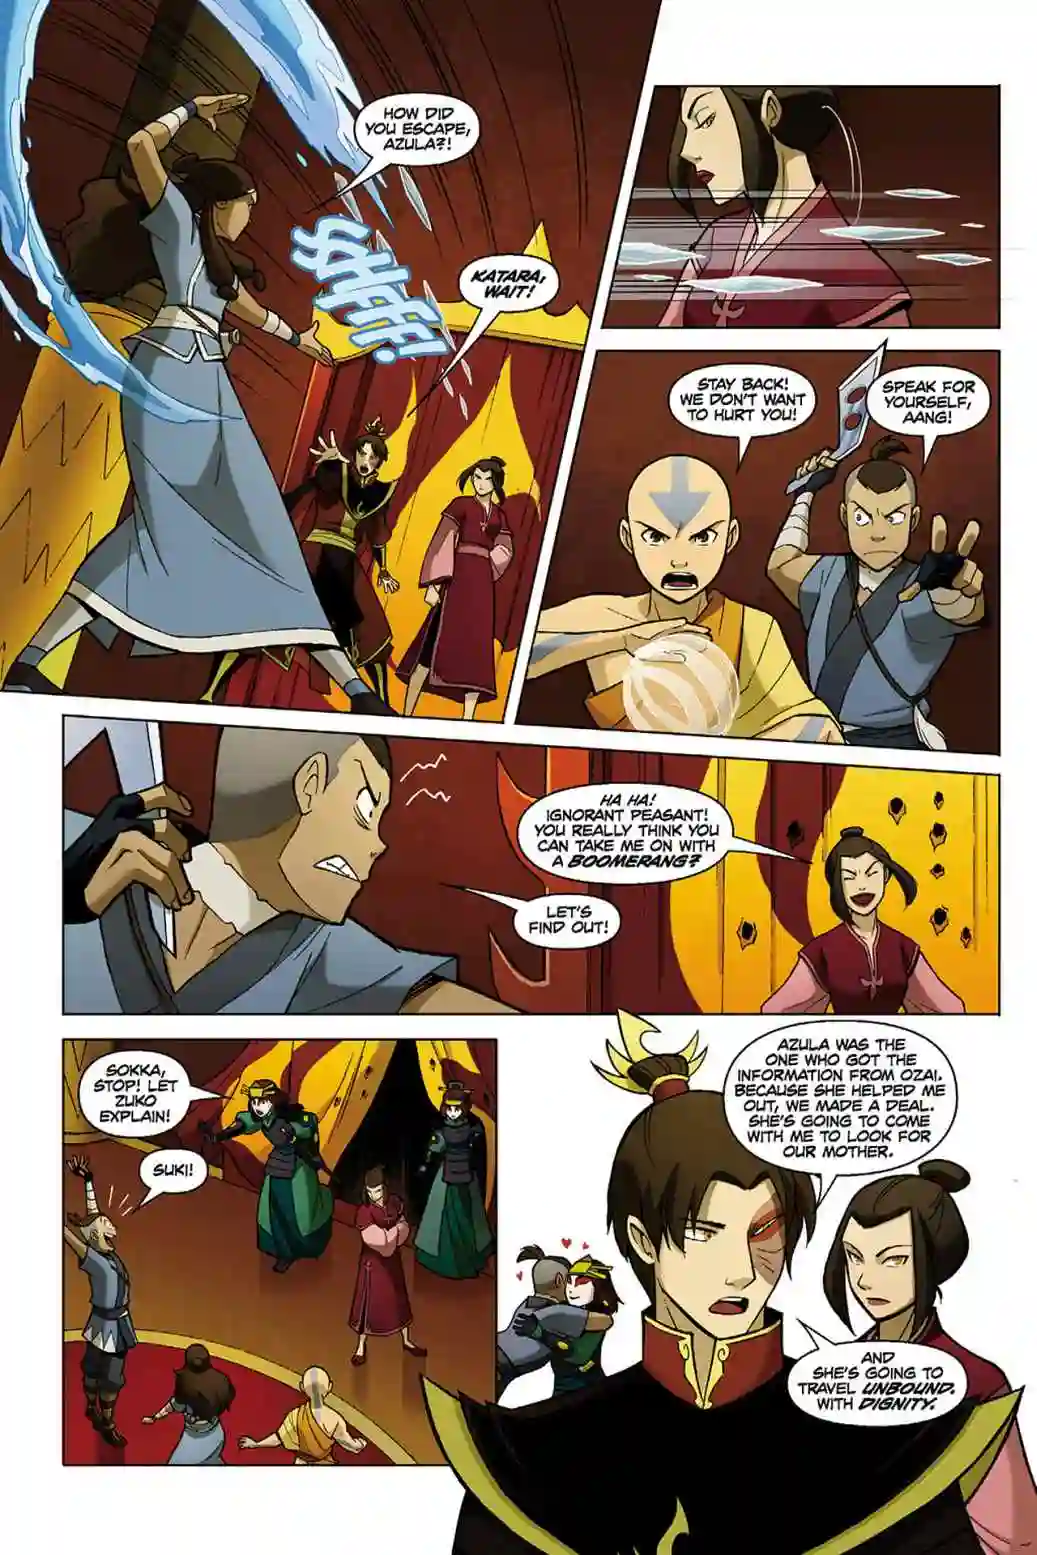 HOW DID
YOU ESCAPE,
AZULA?!
SHFFF!
KATARA,
WAIT!
STAY BACK!
WE DON'T WANT
TO HURT YOU!
SPEAK FOR
YOURSELF,
AANG!
HA HA!
IGNORANT PEASANT!
YOU REALLY THINK YOU
CAN TAKE ME ON WITH
A BOOMERANG?
LET'S
FIND OUT!
SOKKA,
STOP! LET
ZUKO
EXPLAIN!
SUKI!
AZULA WAS THE
ONE WHO GOT THE
INFORMATION FROM OZAI.
BECAUSE SHE HELPED ME
OUT, WE MADE A DEAL.
SHE'S GOING TO COME
WITH ME TO LOOK FOR
OUR MOTHER.
AND
SHE'S GOING TO
TRAVEL UNBOUND.
WITH DIGNITY.